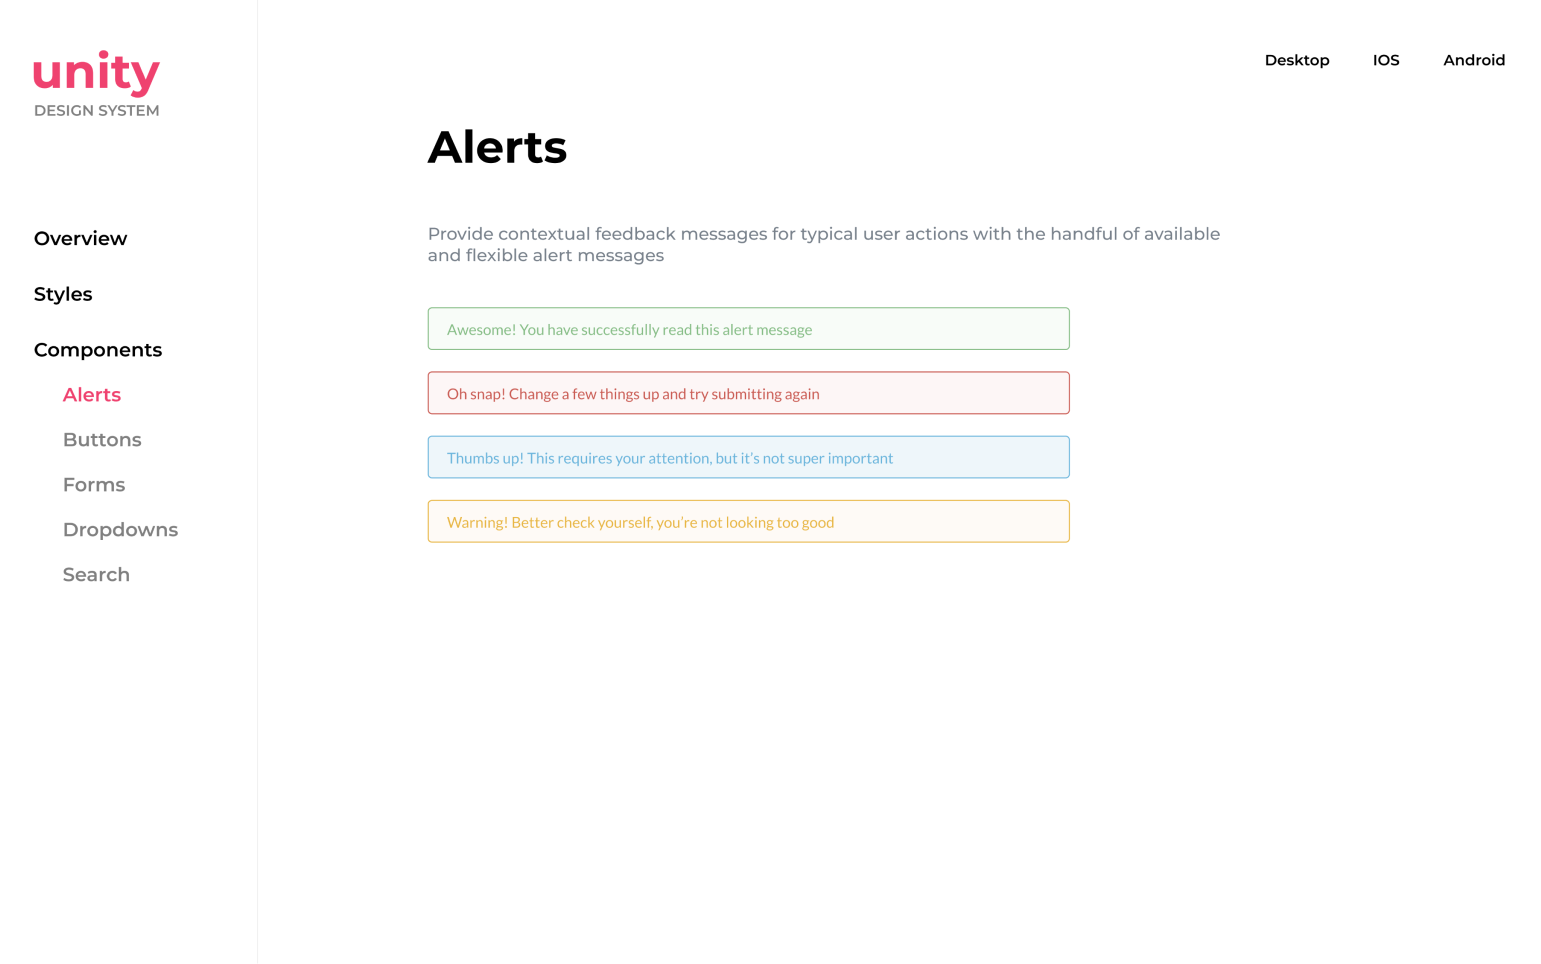 unity
DESIGN SYSTEM
Desktop IOS Android
Overview
Styles
Components
Alerts
Buttons
Forms
Dropdowns
Search
Alerts
Provide contextual feedback messages for typical user actions with the handful of available
and flexible alert messages
Awesome! You have successfully read this alert message
Oh snap! Change a few things up and try submitting again
Thumbs up! This requires your attention, but it’s not super important
Warning! Better check yourself, you’re not looking too good